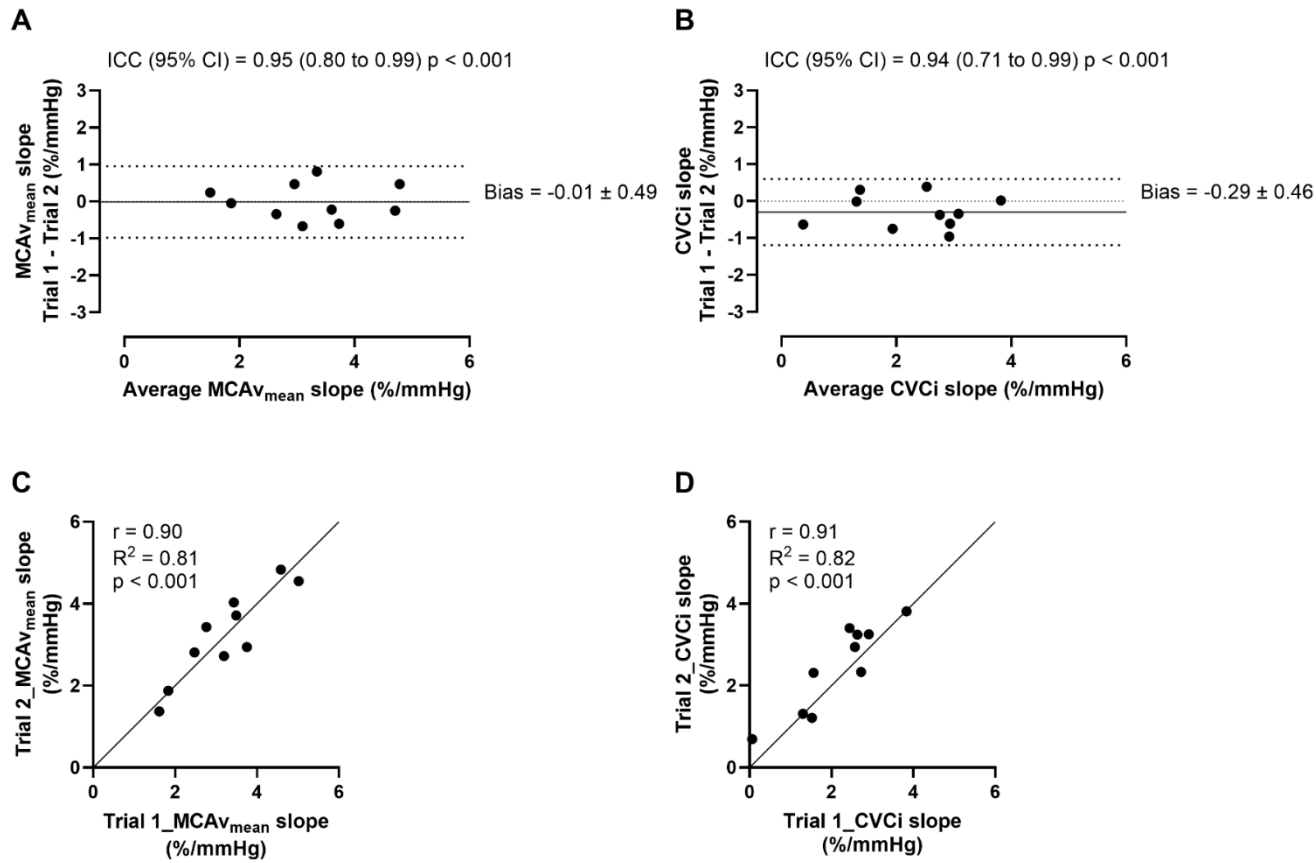 A
ICC (95% CI) = 0.95 (0.80 to 0.99) p < 0.001
MCAvmean slope
Trial 1 - Trial 2 (%/mmHg)
3
2
1
0
-1
-2
-3
Bias = -0.01 ± 0.49
0 2 4 6
Average MCAvmean slope (%/mmHg)
B
ICC (95% CI) = 0.94 (0.71 to 0.99) p < 0.001
CVCi slope
Trial 1 - Trial 2 (%/mmHg)
3
2
1
0
-1
-2
-3
Bias = -0.29 ± 0.46
0 2 4 6
Average CVCi slope (%/mmHg)
C
r = 0.90
R² = 0.81
p < 0.001
Trial 2_MCAvmean slope
(%/mmHg)
6
4
2
0
0 2 4 6
Trial 1_MCAvmean slope
(%/mmHg)
D
r = 0.91
R² = 0.82
p < 0.001
Trial 2_CVCi slope
(%/mmHg)
6
4
2
0
0 2 4 6
Trial 1_CVCi slope
(%/mmHg)